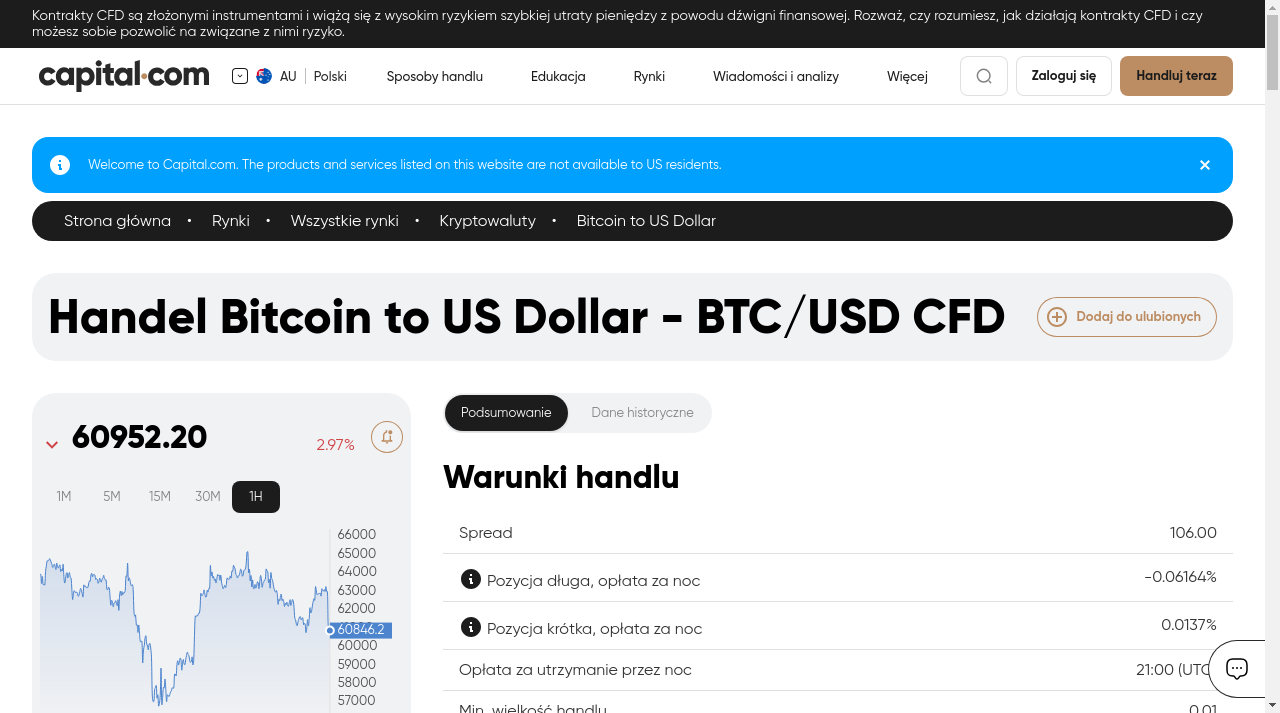 Kontrakty CFD są złożonymi instrumentami i wiążą się z wysokim ryzykiem szybkiej utraty pieniędzy z powodu dźwigni finansowej. Rozważ, czy rozumiesz, jak działają kontrakty CFD i czy
możesz sobie pozwolić na związane z nimi ryzyko.
capital.com
AU
Polski
Sposoby handlu
Edukacja
Rynki
Wiadomości i analizy
Więcej
Zaloguj się
Handluj teraz
Welcome to Capital.com. The products and services listed on this website are not available to US residents.
Strona główna • Rynki • Wszystkie rynki • Kryptowaluty • Bitcoin to US Dollar
Handel Bitcoin to US Dollar - BTC/USD CFD
Dodaj do ulubionych
60952.20
2.97%
1M 5M 15M 30M 1H
66000
65000
64000
63000
62000
60846.2
60000
59000
58000
57000
Podsumowanie
Dane historyczne
Warunki handlu
Spread 106.00
Pozycja długa, opłata za noc -0.06164%
Pozycja krótka, opłata za noc 0.0137%
Opłata za utrzymanie przez noc 21:00 (UTC)
Min. wielkość handlu 0.01